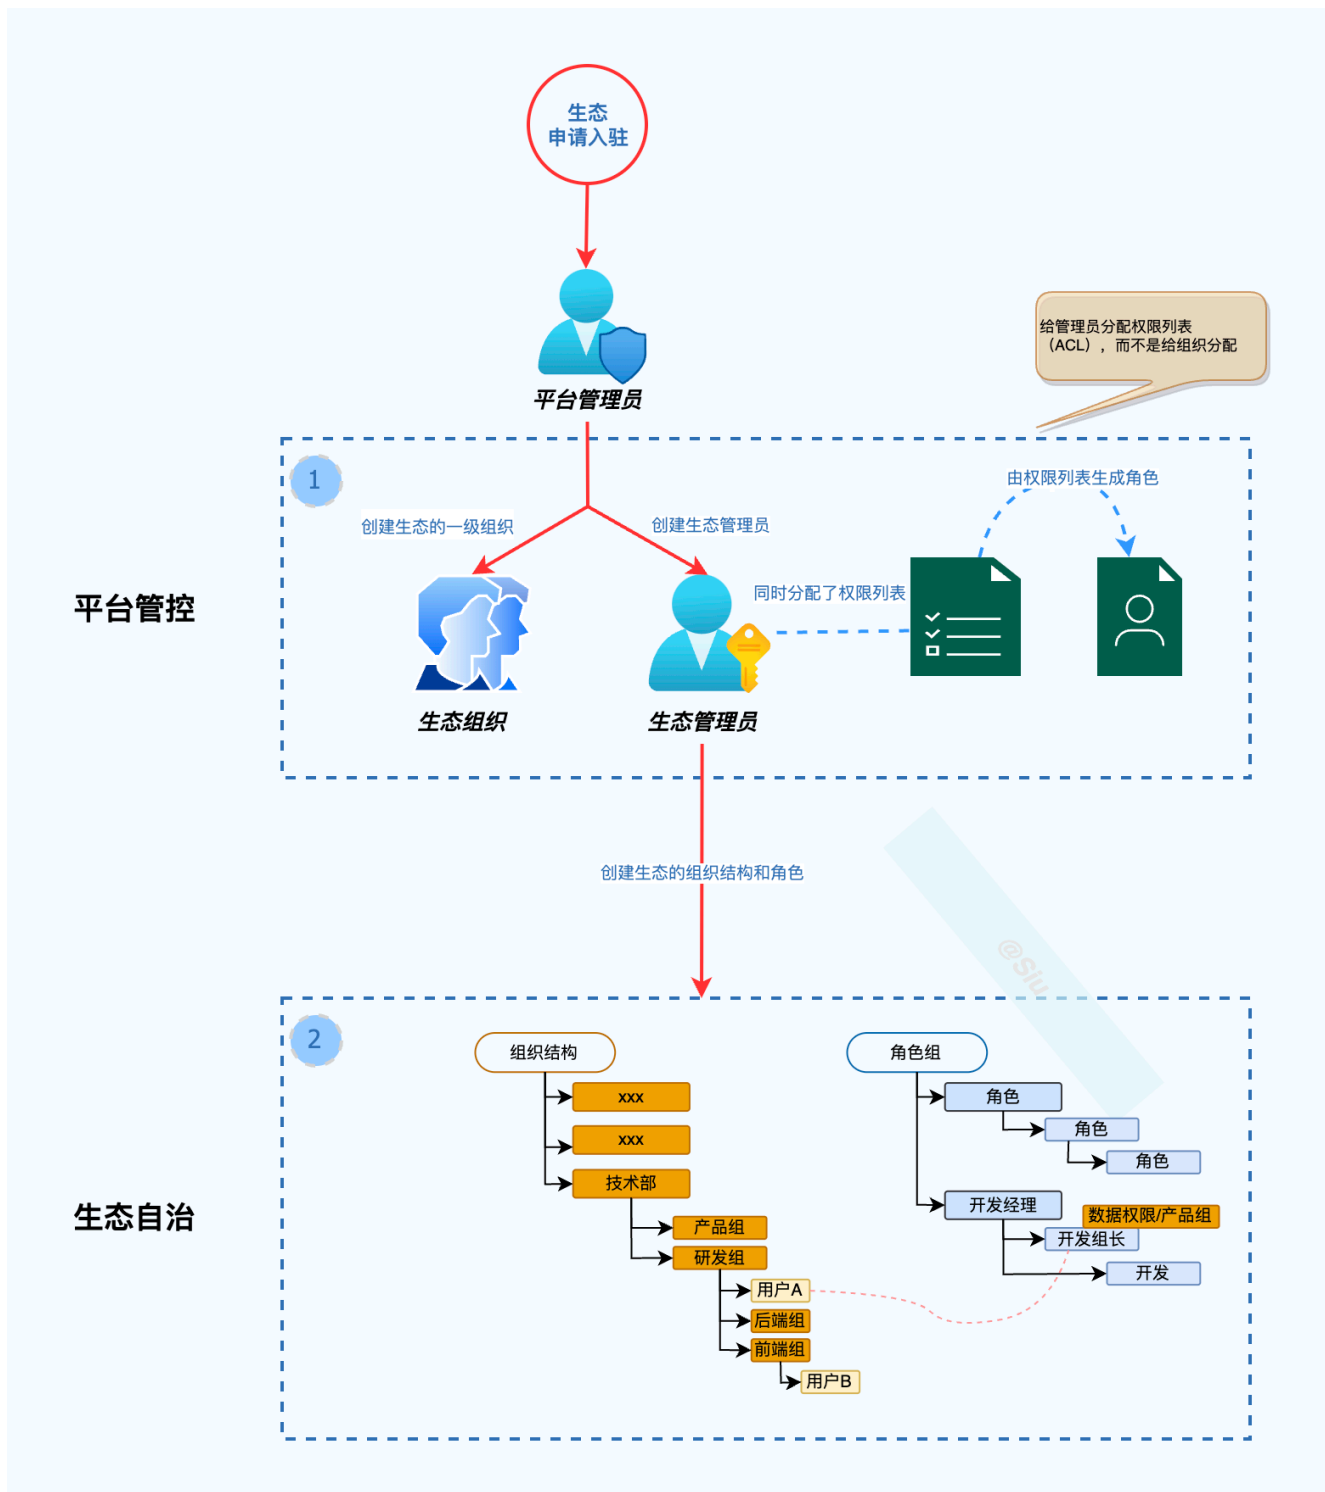 生态
申请入驻
平台管理员
给管理员分配权限列表
（ACL），而不是给组织分配
1
由权限列表生成角色
创建生态的一级组织
创建生态管理员
同时分配了权限列表
平台管控
生态组织
生态管理员
创建生态的组织结构和角色
@Siu
2
组织结构
角色组
xxx
角色
xxx
角色
角色
技术部
开发经理
数据权限/产品组
产品组
开发组长
研发组
开发
生态自治
用户A
后端组
前端组
用户B